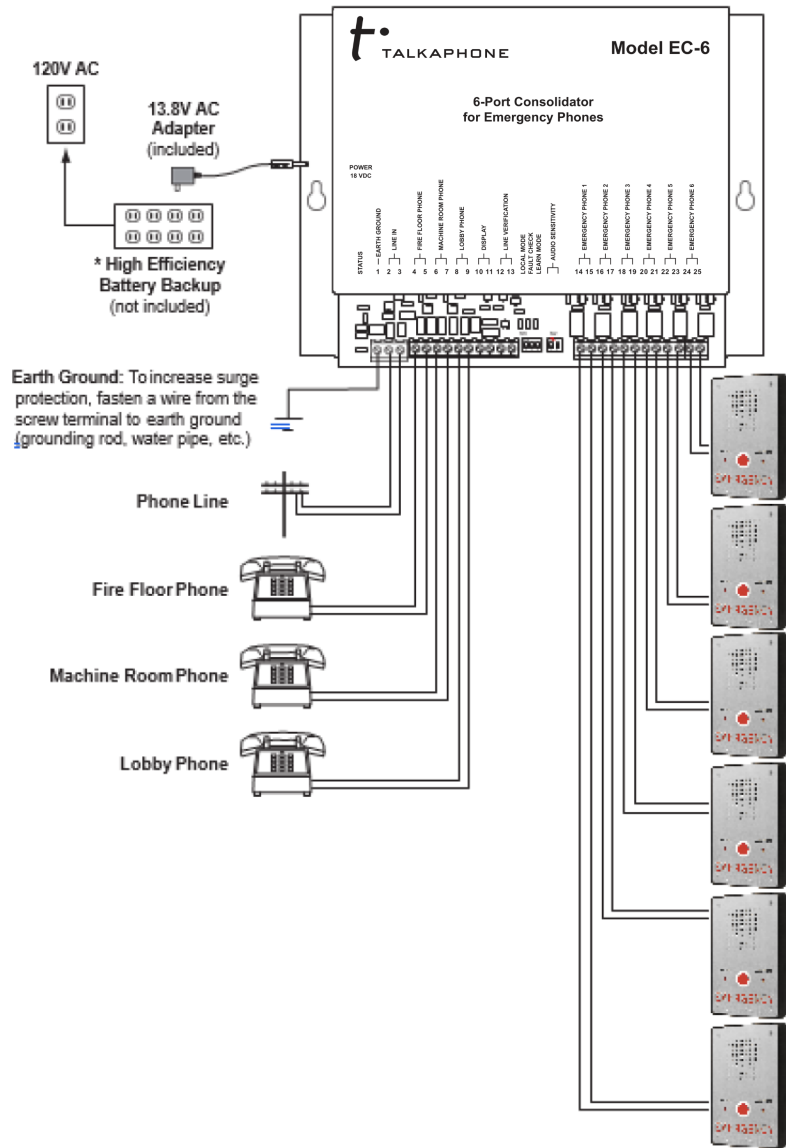 t.
TALKAPHONE
Model EC-6
6-Port Consolidator
for Emergency Phones
120V AC
13.8V AC
Adapter
(included)
* High Efficiency
Battery Backup
(not included)
POWER
18 VDC
STATUS
EARTH GROUND
LINE IN
FIRE FLOOR PHONE
MACHINE ROOM PHONE
LOBBY PHONE
DISPLAY
LINE VERIFICATION
LOCAL MODE
FAULT CHECK
LEARN MODE
AUDIO SENSITIVITY
EMERGENCY PHONE 1
EMERGENCY PHONE 2
EMERGENCY PHONE 3
EMERGENCY PHONE 4
EMERGENCY PHONE 5
EMERGENCY PHONE 6
1 2 3 4 5 6 7 8 9 10 11 12 13 14 15 16 17 18 19 20 21 22 23 24 25
Earth Ground: To increase surge
protection, fasten a wire from the
screw terminal to earth ground
(grounding rod, water pipe, etc.)
Phone Line
Fire Floor Phone
Machine Room Phone
Lobby Phone
EMERGENCY
EMERGENCY
EMERGENCY
EMERGENCY
EMERGENCY
EMERGENCY